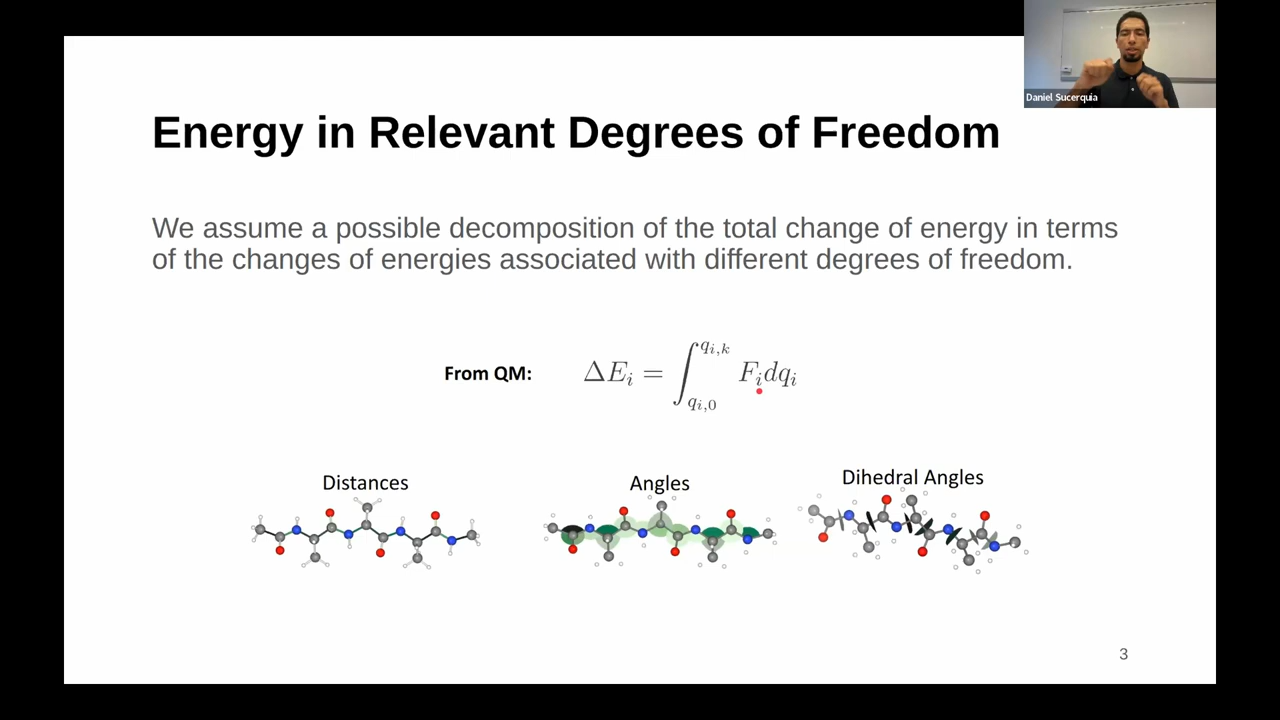 Daniel Sucerquia
Energy in Relevant Degrees of Freedom
We assume a possible decomposition of the total change of energy in terms
of the changes of energies associated with different degrees of freedom.
From QM: ΔE_i = ∫_{q_{i,0}}^{q_{i,k}} F_i dq_i
Distances
Angles
Dihedral Angles
3